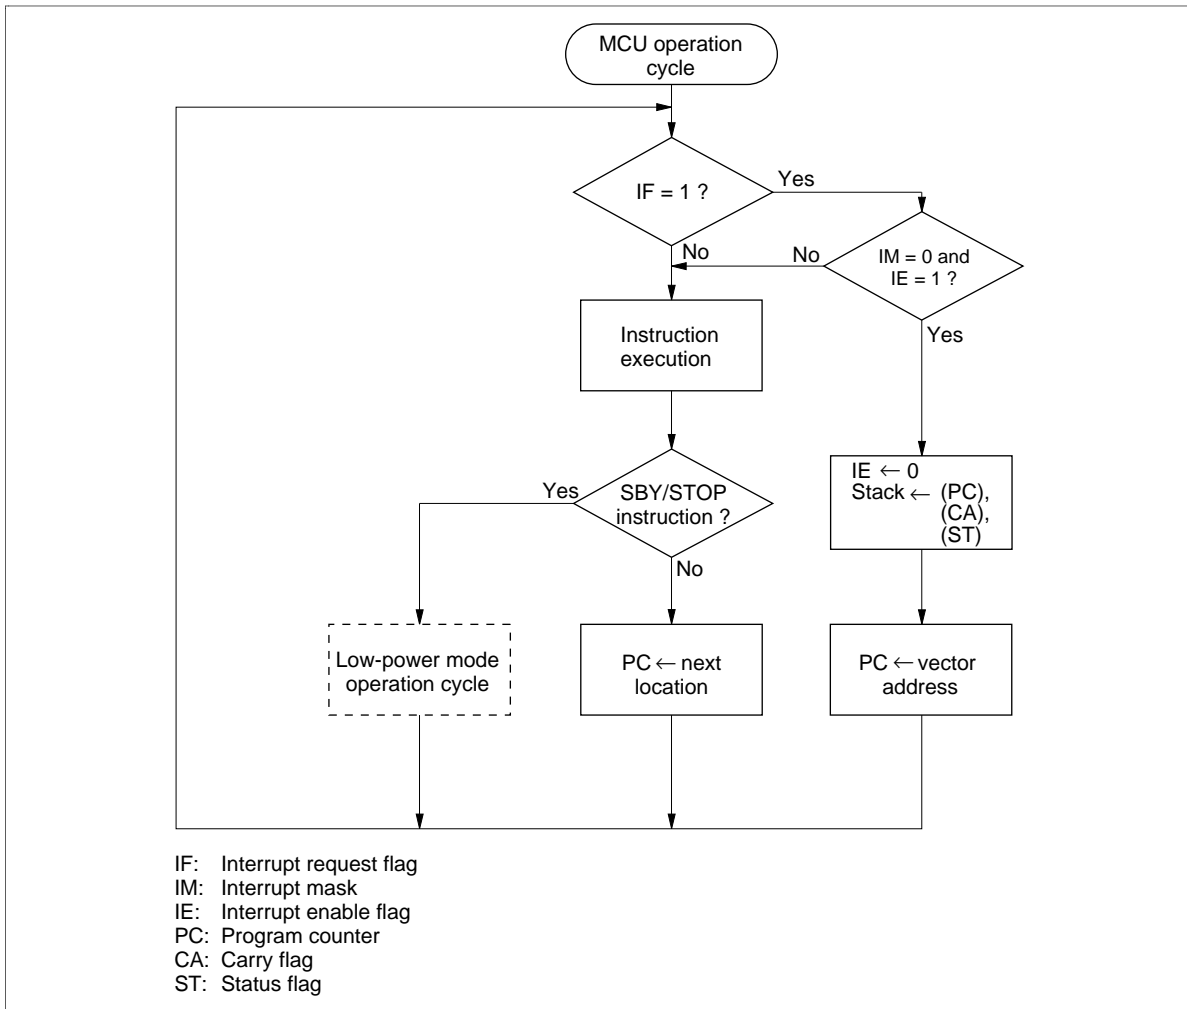 MCU operation
cycle
IF = 1 ?
Yes
No
No
IM = 0 and
IE = 1 ?
Yes
Instruction
execution
Yes
SBY/STOP
instruction ?
No
IE ← 0
Stack ← (PC),
(CA),
(ST)
Low-power mode
operation cycle
PC ← next
location
PC ← vector
address
IF: Interrupt request flag
IM: Interrupt mask
IE: Interrupt enable flag
PC: Program counter
CA: Carry flag
ST: Status flag